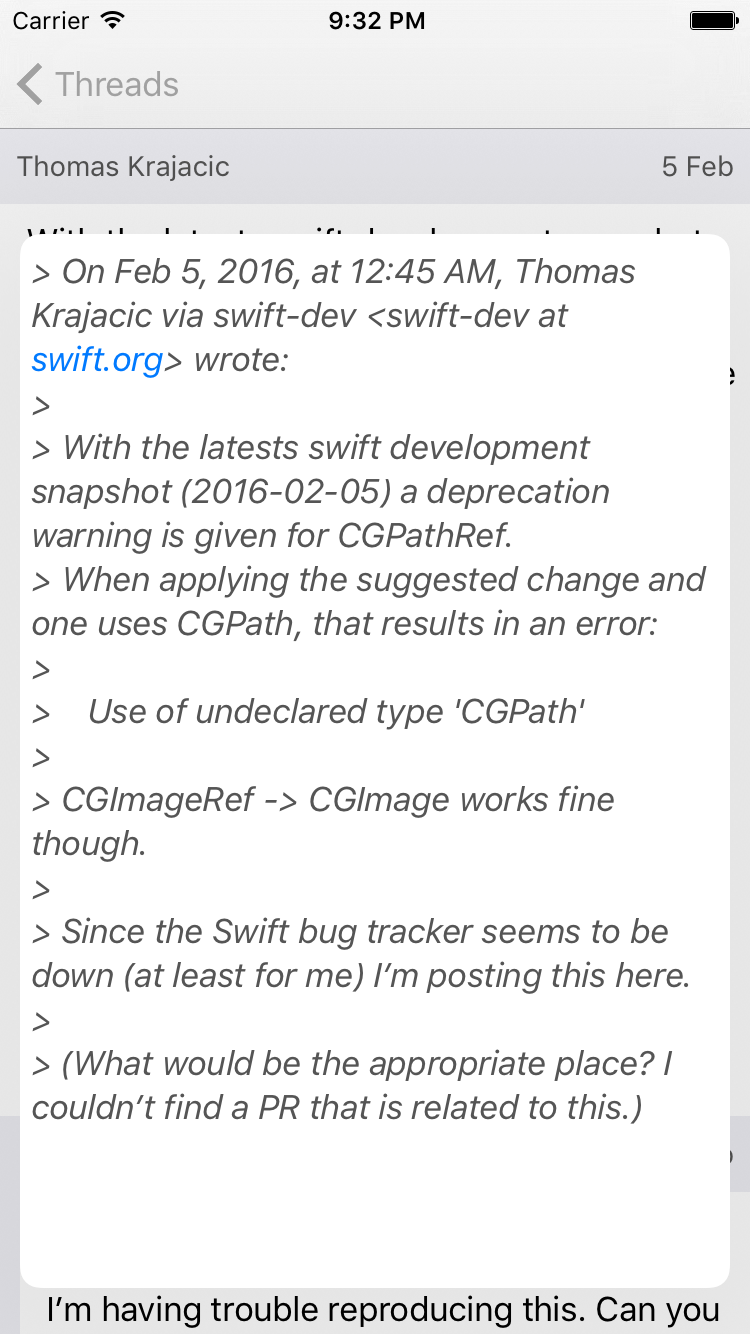 Carrier 9:32 PM
Threads
Thomas Krajacic 5 Feb
> On Feb 5, 2016, at 12:45 AM, Thomas
Krajacic via swift-dev <swift-dev at
swift.org> wrote:
>
> With the latests swift development
snapshot (2016-02-05) a deprecation
warning is given for CGPathRef.
> When applying the suggested change and
one uses CGPath, that results in an error:
>
>    Use of undeclared type 'CGPath'
>
> CGImageRef -> CGImage works fine
though.
>
> Since the Swift bug tracker seems to be
down (at least for me) I’m posting this here.
>
> (What would be the appropriate place? I
couldn’t find a PR that is related to this.)
I’m having trouble reproducing this. Can you